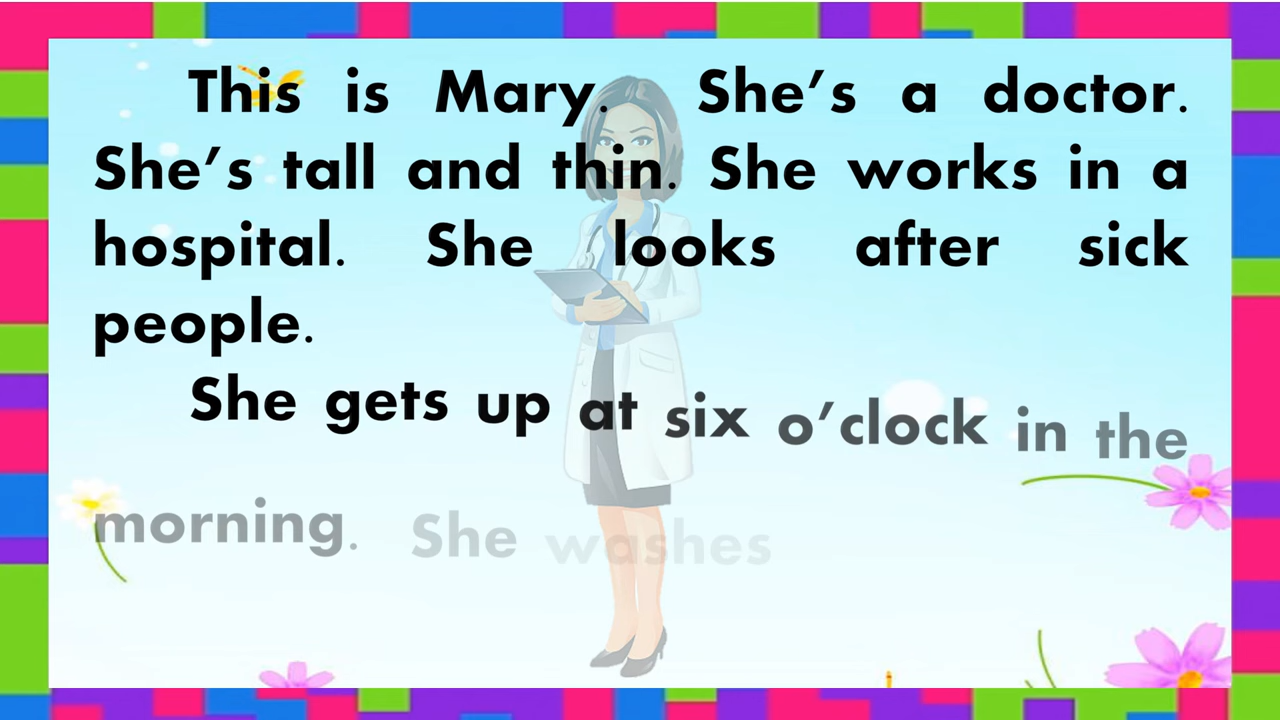 This is Mary. She’s a doctor.
She’s tall and thin. She works in a
hospital. She looks after sick
people.
She gets up at six o’clock in the
morning. She washes